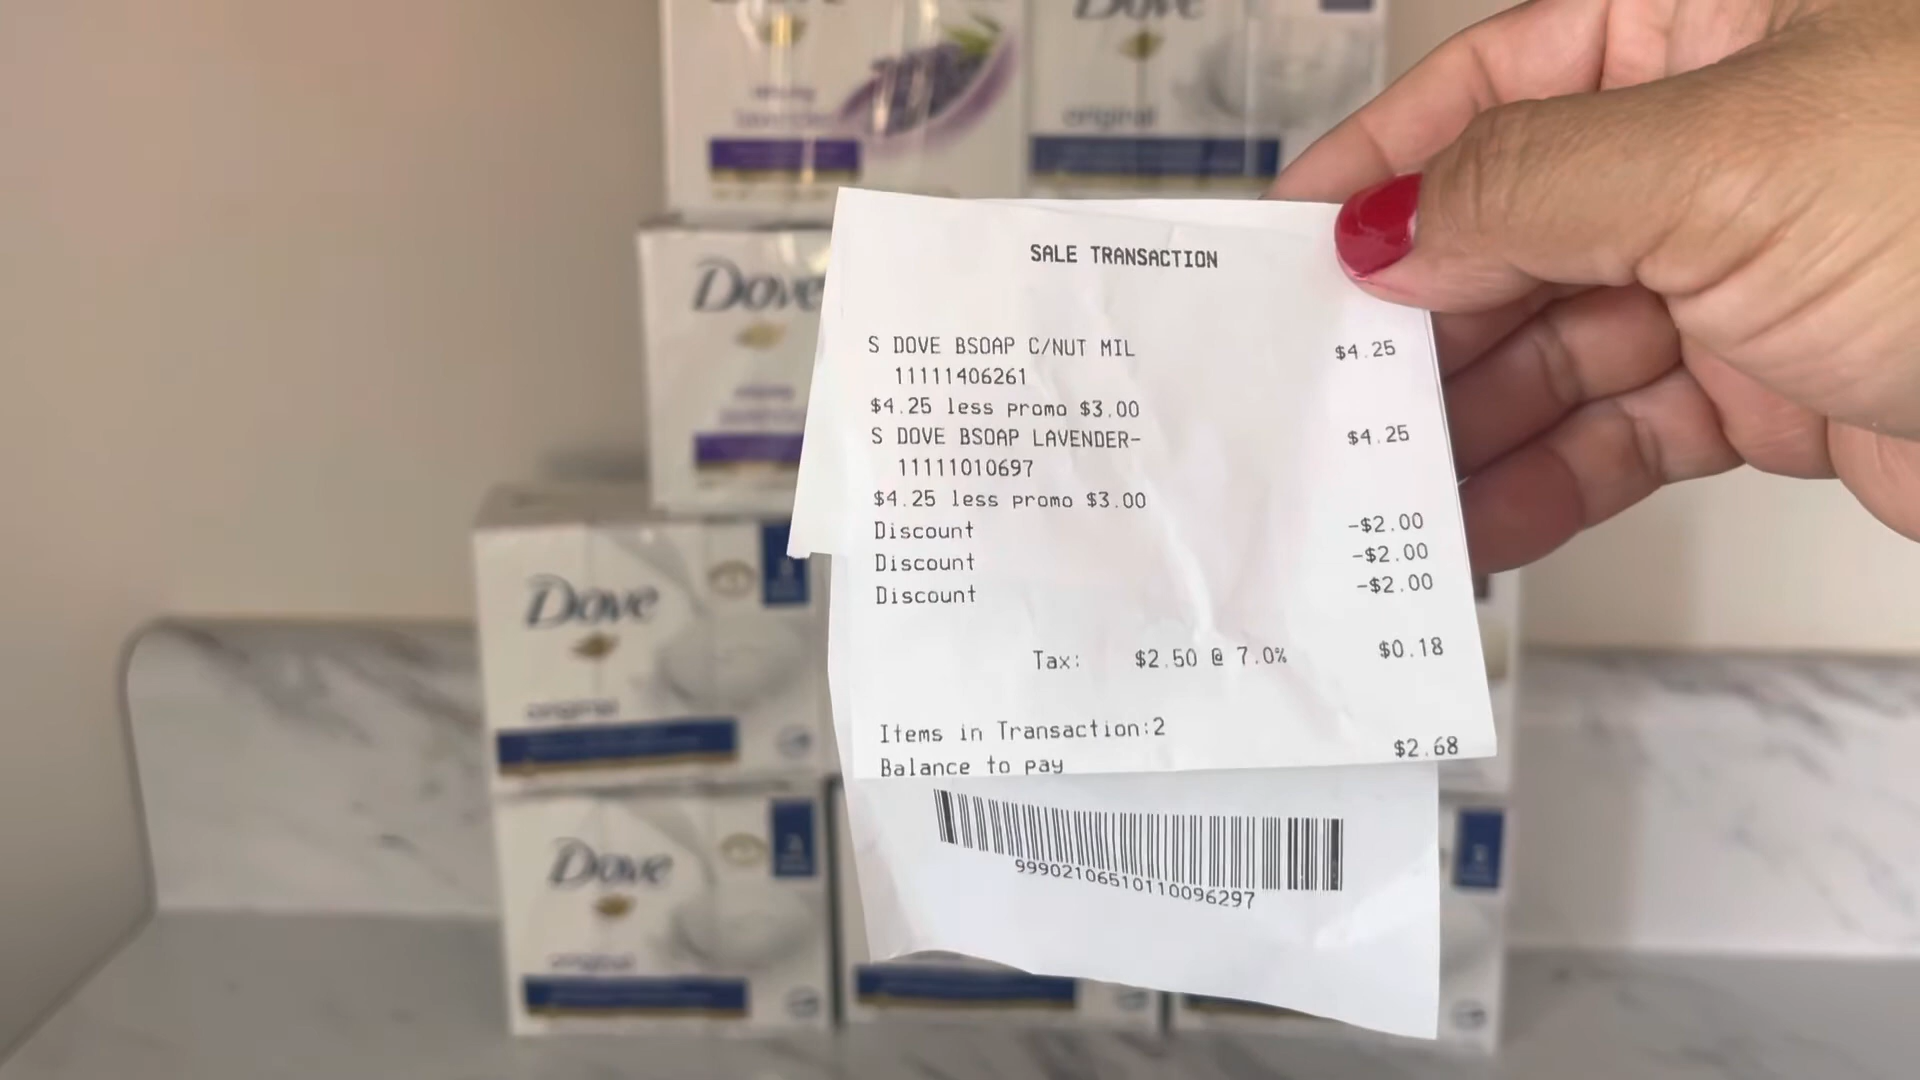 Dove
Dove
original
Dove
SALE TRANSACTION
S DOVE BSOAP C/NUT MIL $4.25
11111406261
$4.25 less promo $3.00
S DOVE BSOAP LAVENDER- $4.25
11111010697
$4.25 less promo $3.00
Discount -$2.00
Discount -$2.00
Discount -$2.00
Tax: $2.50 @ 7.0% $0.18
Items in Transaction:2
Balance to pay $2.68
99902106510110096297
Dove
original
Dove
original